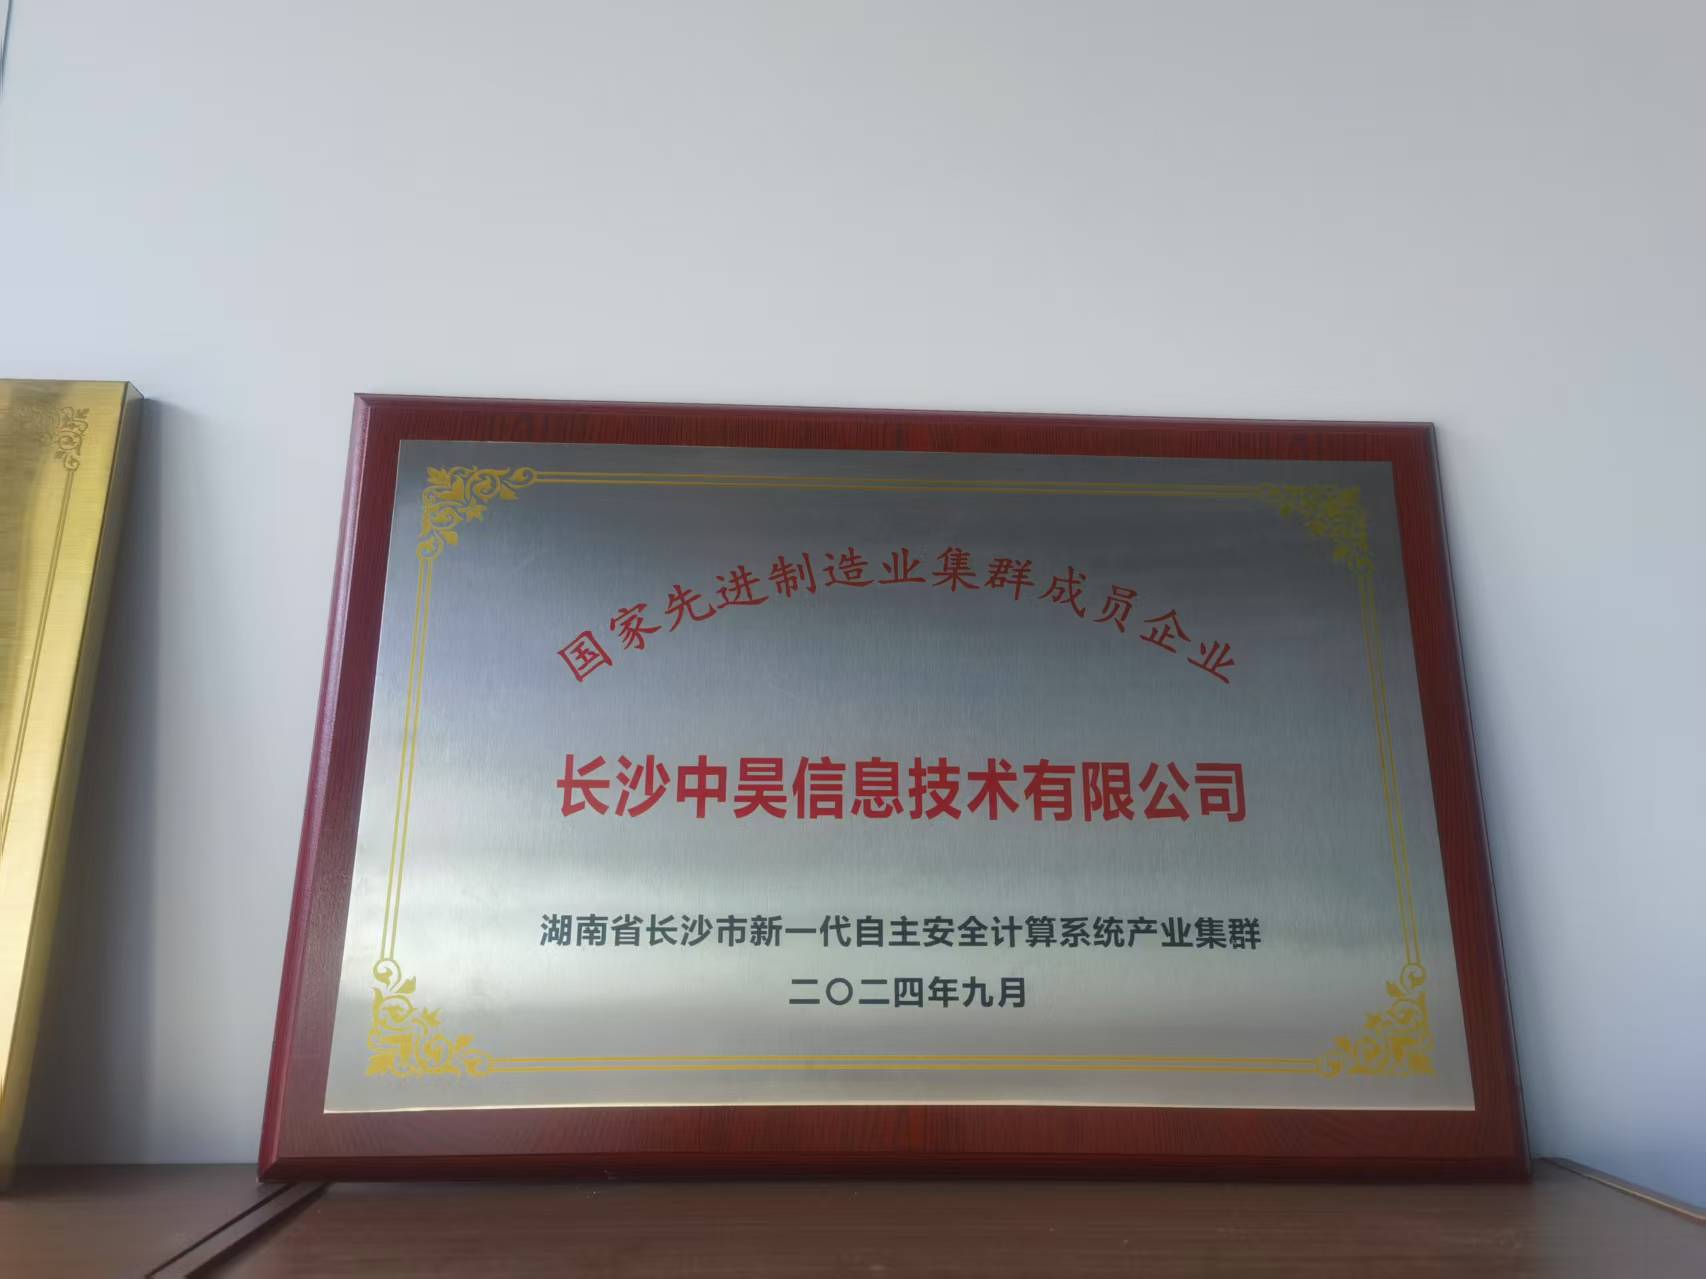 国家先进制造业集群成员企业
长沙中昊信息技术有限公司
湖南省长沙市新一代自主安全计算系统产业集群
二〇二四年九月